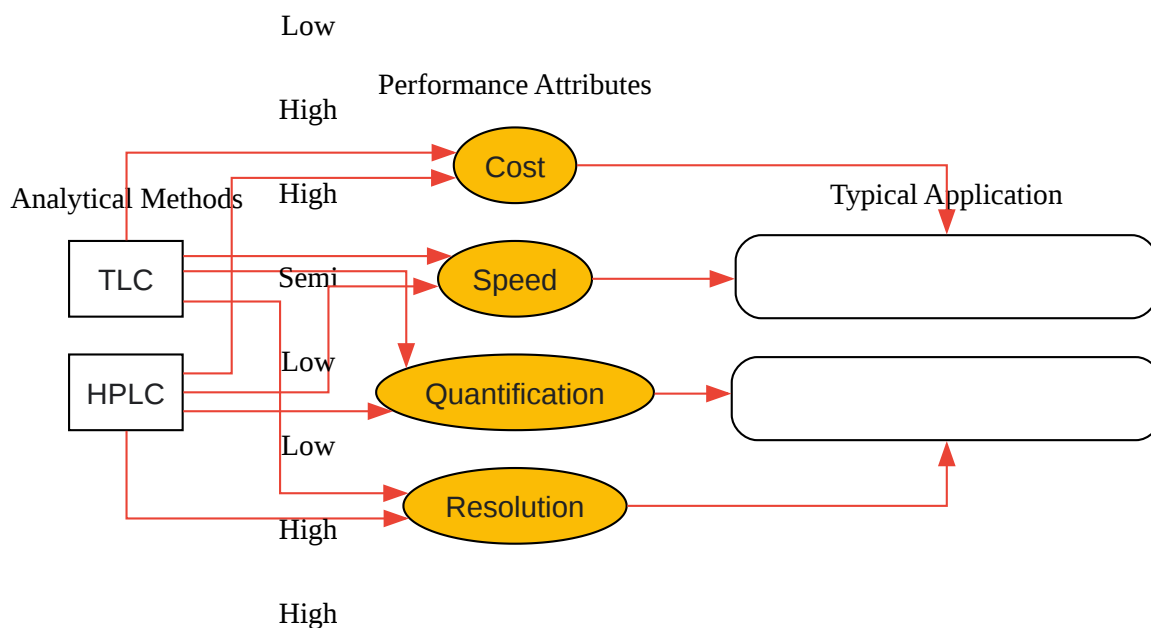 Low
Performance Attributes
High
Cost
Analytical Methods
High
Typical Application
TLC
Semi
Speed
Low
HPLC
Quantification
Low
Resolution
High
High